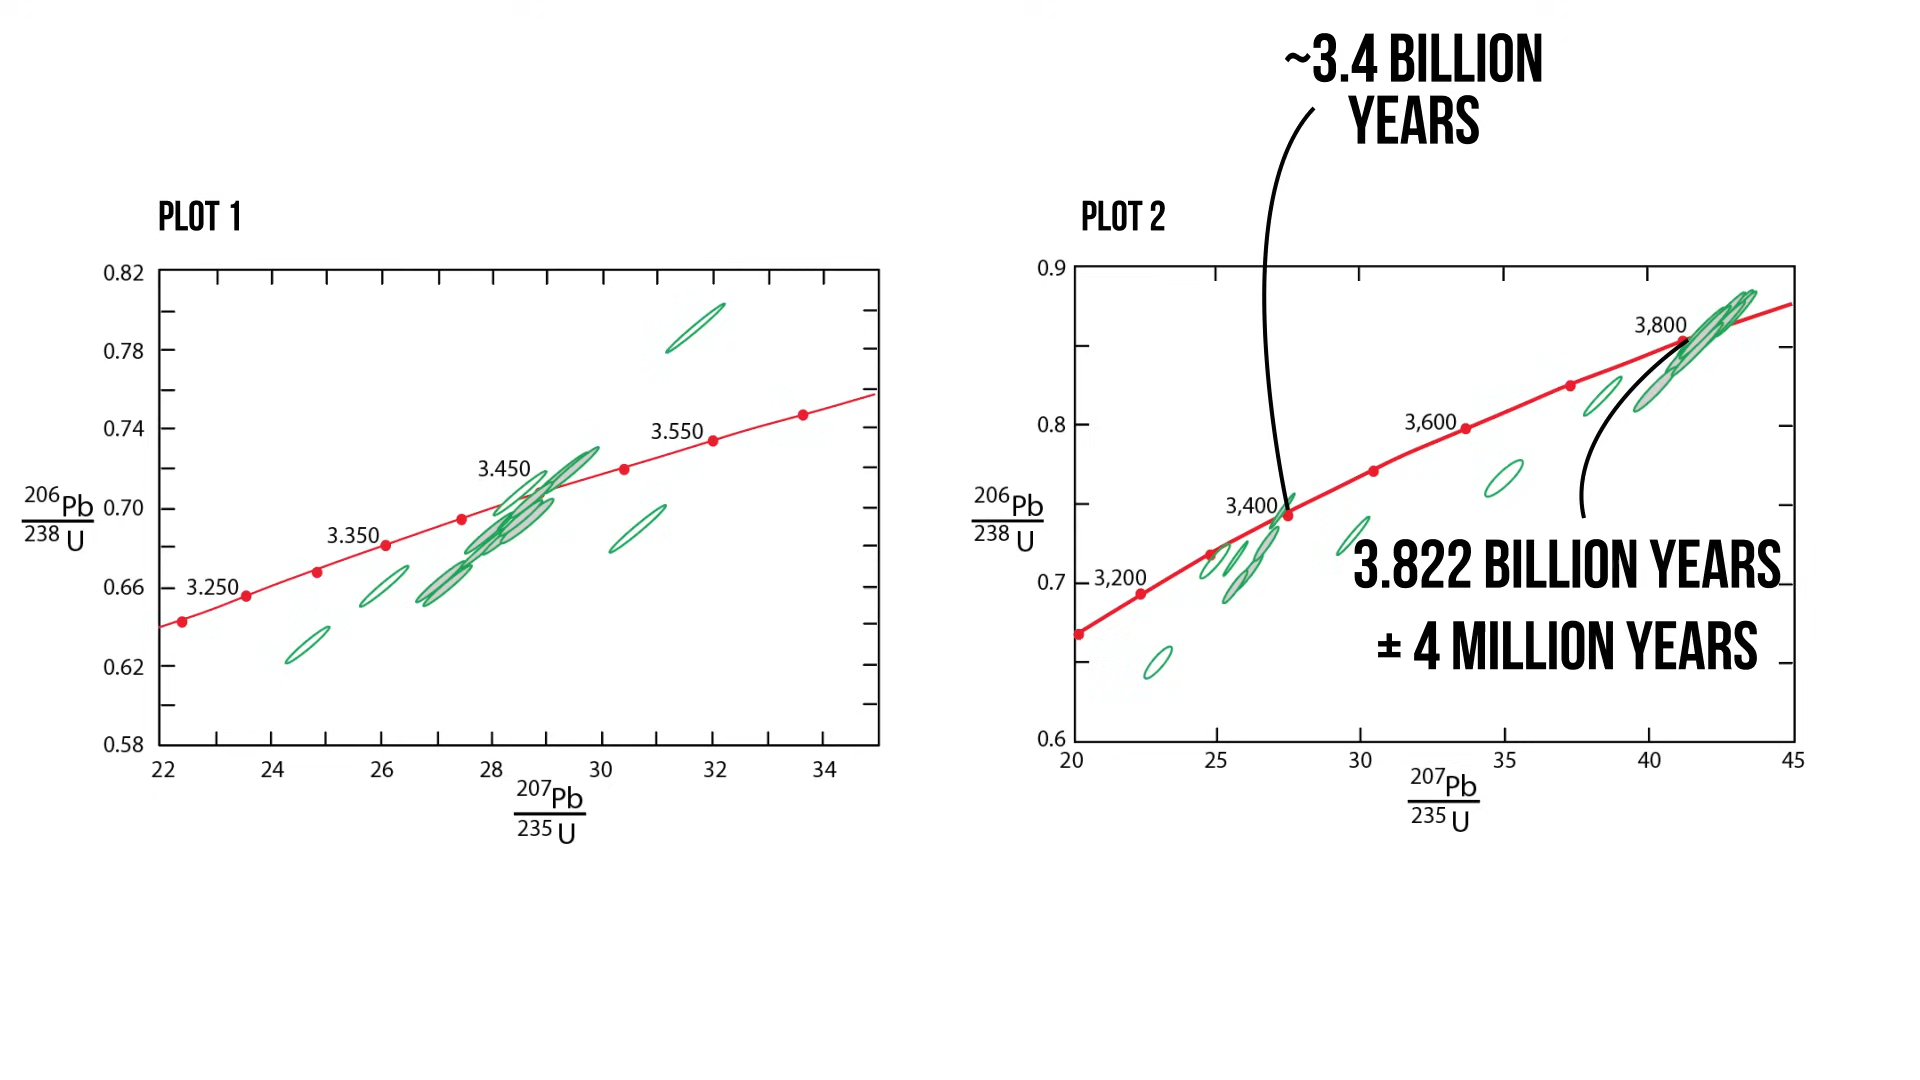 ~3.4 BILLION
YEARS
PLOT 1
PLOT 2
0.82
0.78
0.74
0.70
0.66
0.62
0.58
3.250
3.350
3.450
3.550
206Pb
238U
22
24
26
28
30
32
34
207Pb
235U
0.9
0.8
0.7
0.6
3,200
3,400
3,600
3,800
206Pb
238U
3.822 BILLION YEARS
± 4 MILLION YEARS
20
25
30
35
40
45
207Pb
235U